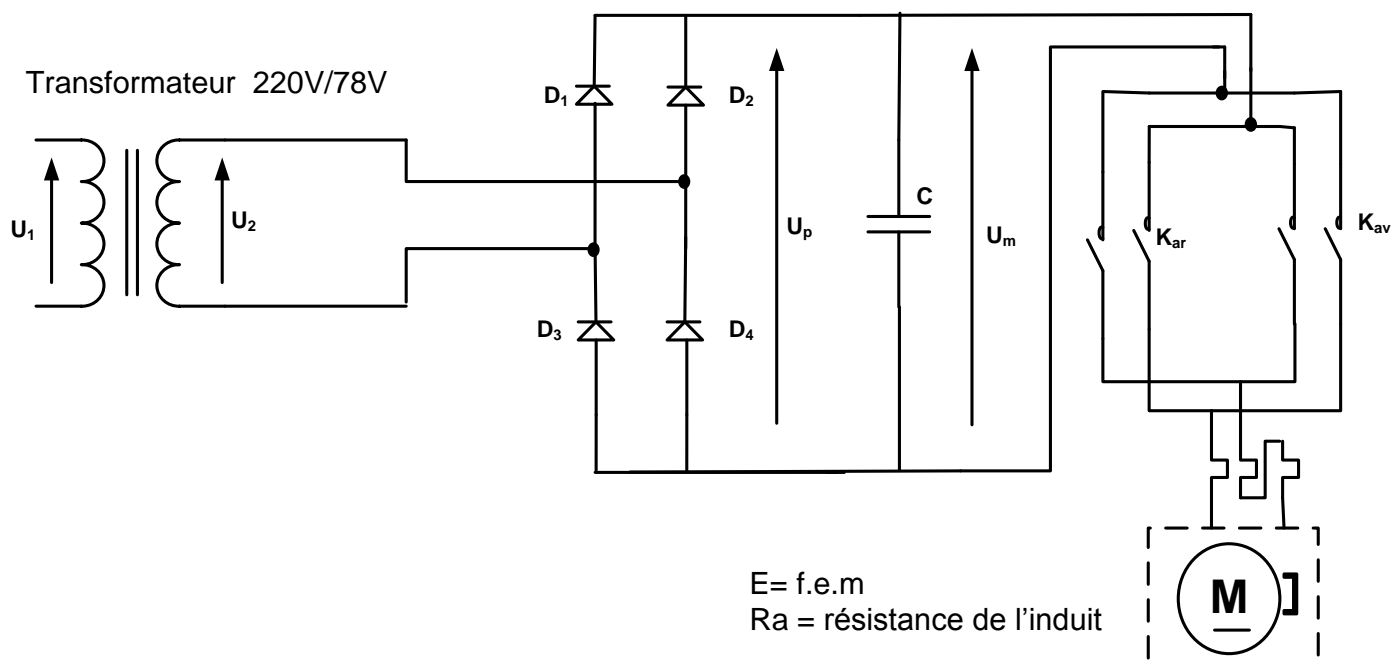 Transformateur 220V/78V
D₁
D₂
U₁
U₂
Uₚ
C
Uₘ
Kₐᵣ
Kₐᵥ
D₃
D₄
E= f.e.m
Ra = résistance de l’induit
M